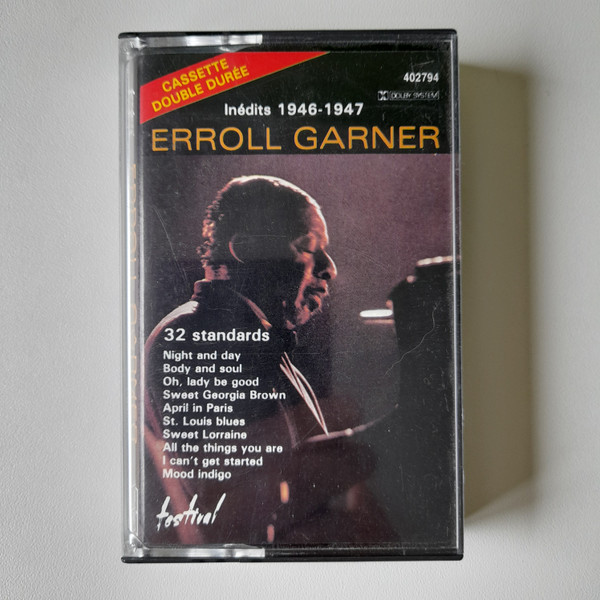 CASSETTE
DOUBLE DURÉE
402794
DOLBY SYSTEM
Inédits 1946-1947
ERROLL GARNER
32 standards
Night and day
Body and soul
Oh, lady be good
Sweet Georgia Brown
April in Paris
St. Louis blues
Sweet Lorraine
All the things you are
I can't get started
Mood indigo
festival